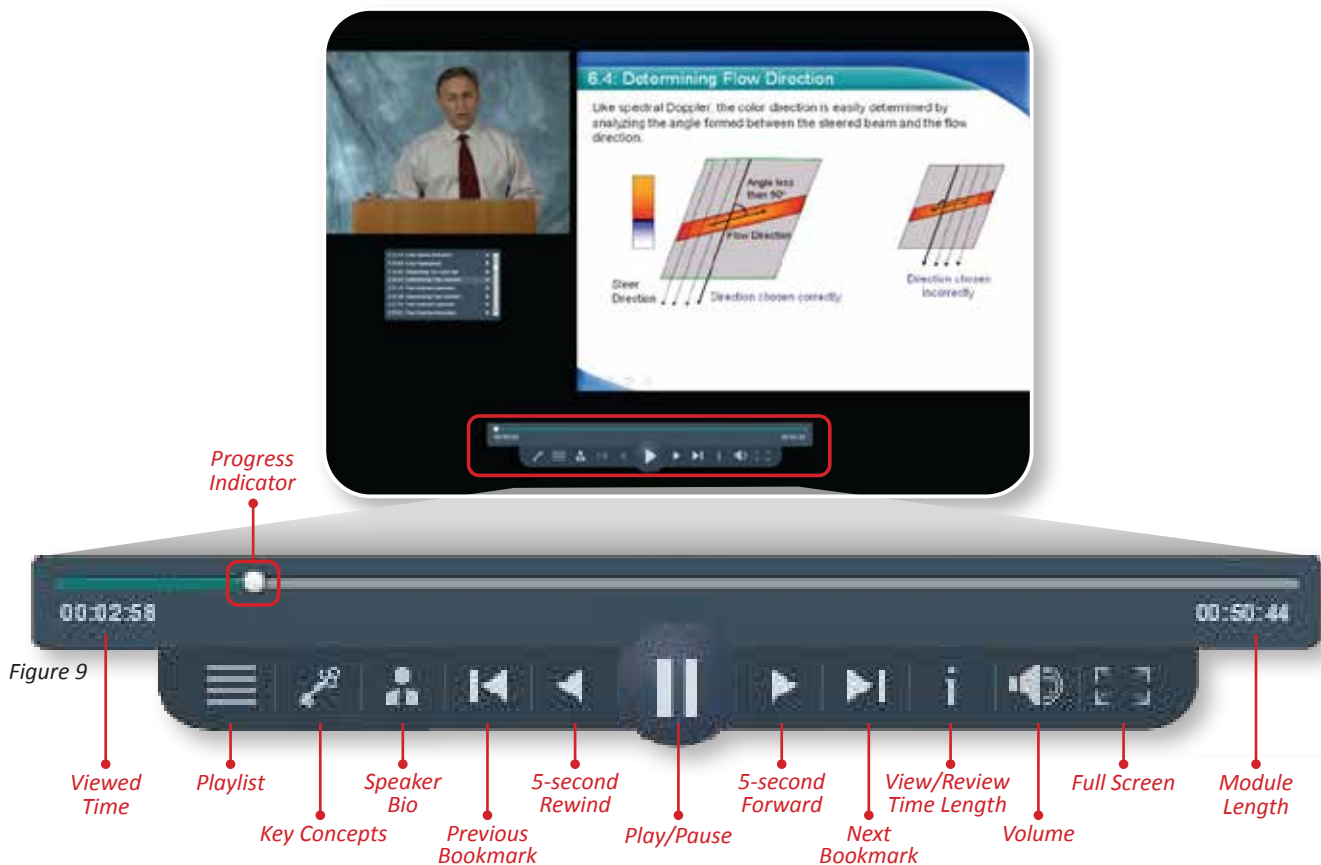 6.4: Determining Flow Direction
Like spectral Doppler, the color direction is easily determined by
analyzing the angle formed between the steered beam and the flow
direction.
Angle less
than 90°
Flow Direction
Steer
Direction
Direction chosen correctly
Direction chosen
incorrectly
Progress
Indicator
00:02:58
00:50:44
Figure 9
Viewed
Time
Playlist
Key Concepts
Speaker
Bio
Previous
Bookmark
5-second
Rewind
Play/Pause
5-second
Forward
Next
Bookmark
View/Review
Time Length
Volume
Full Screen
Module
Length